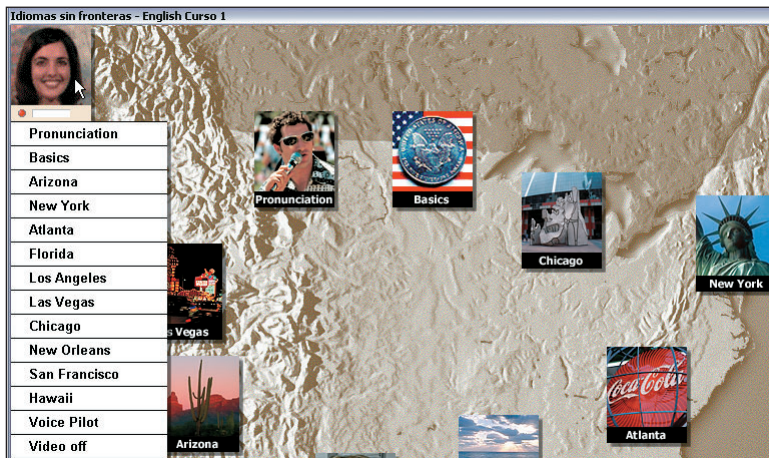 Idiomas sin fronteras - English Curso 1
Pronunciation
Basics
Arizona
New York
Atlanta
Florida
Los Angeles
Las Vegas
Chicago
New Orleans
San Francisco
Hawaii
Voice Pilot
Video off
Pronunciation
Basics
Chicago
New York
s Vegas
Arizona
Coca-Cola
Atlanta